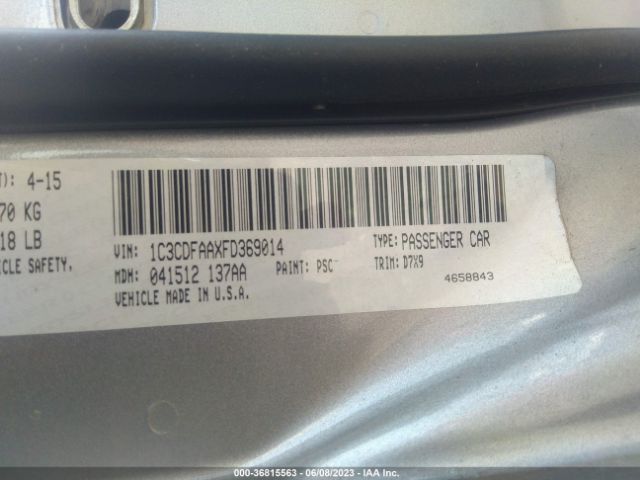 T): 4-15
70 KG
18 LB
ICLE SAFETY,
VIN: 1C3CDFAAXFD369014
TYPE: PASSENGER CAR
MDH: 041512 137AA
PAINT: PSC
TRIM: D7X9
VEHICLE MADE IN U.S.A.
4658843
000-36815563 - 06/08/2023 - IAA Inc.